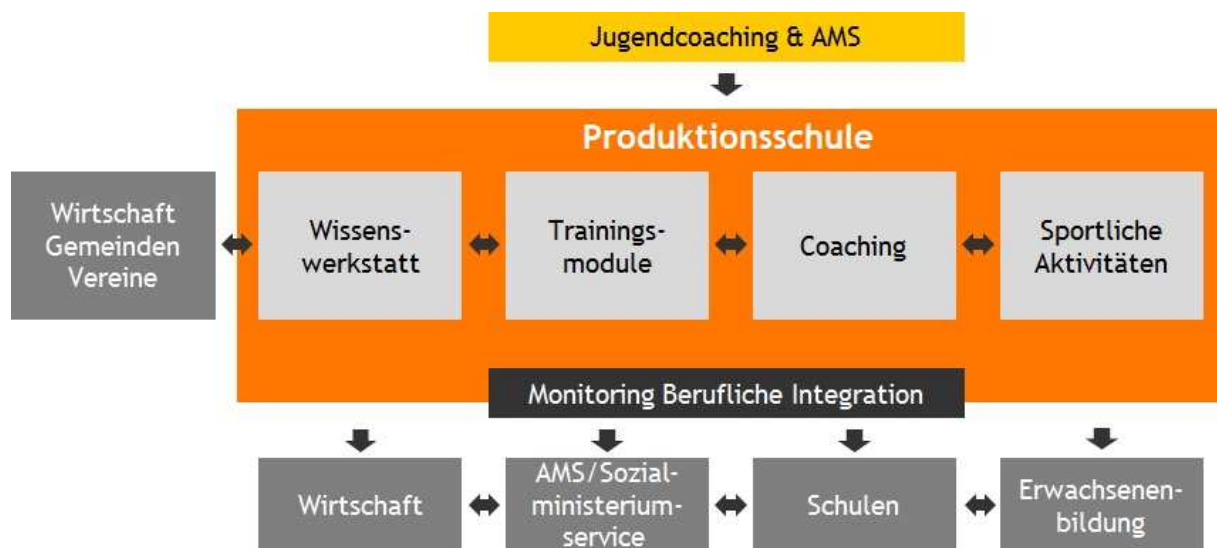 Jugendcoaching & AMS
Produktionsschule
Wirtschaft
Gemeinden
Vereine
Wissens-
werkstatt
Trainings-
module
Coaching
Sportliche
Aktivitäten
Monitoring Berufliche Integration
Wirtschaft
AMS/Sozial-
ministerium-
service
Schulen
Erwachsenen-
bildung